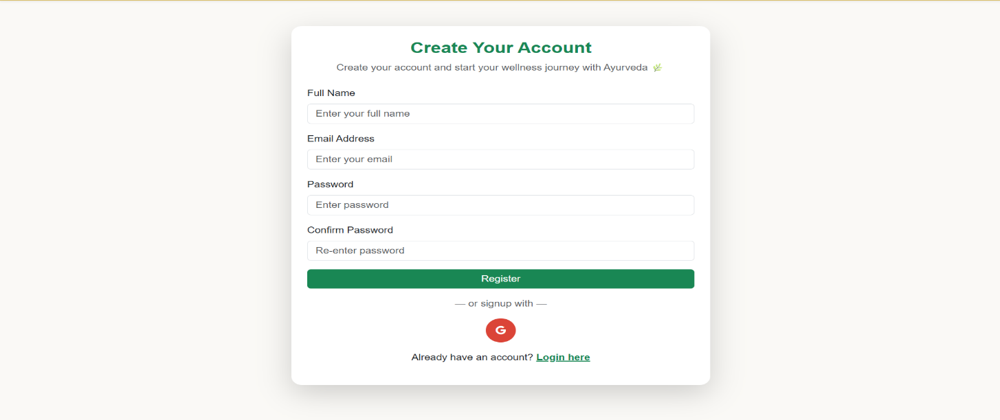 Create Your Account
Create your account and start your wellness journey with Ayurveda 🌿
Full Name
Enter your full name
Email Address
Enter your email
Password
Enter password
Confirm Password
Re-enter password
Register
— or signup with —
G
Already have an account? Login here